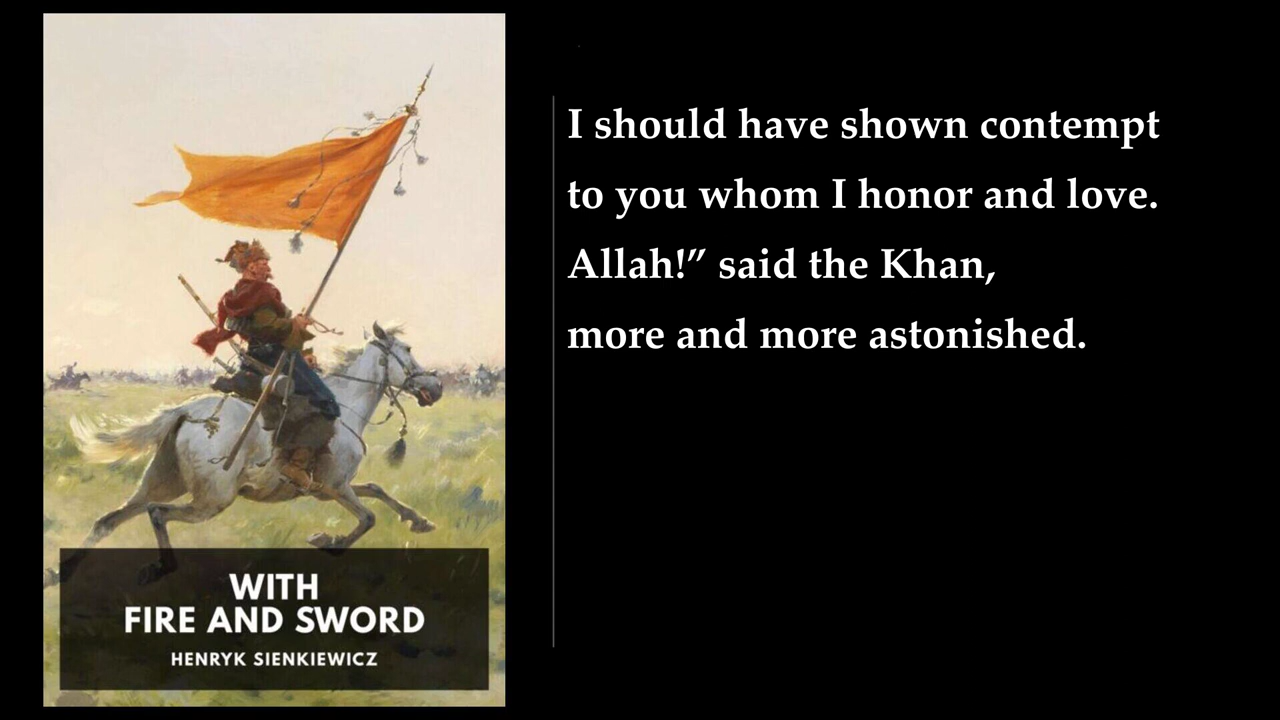 I should have shown contempt
to you whom I honor and love.
Allah!” said the Khan,
more and more astonished.
WITH
FIRE AND SWORD
HENRYK SIENKIEWICZ